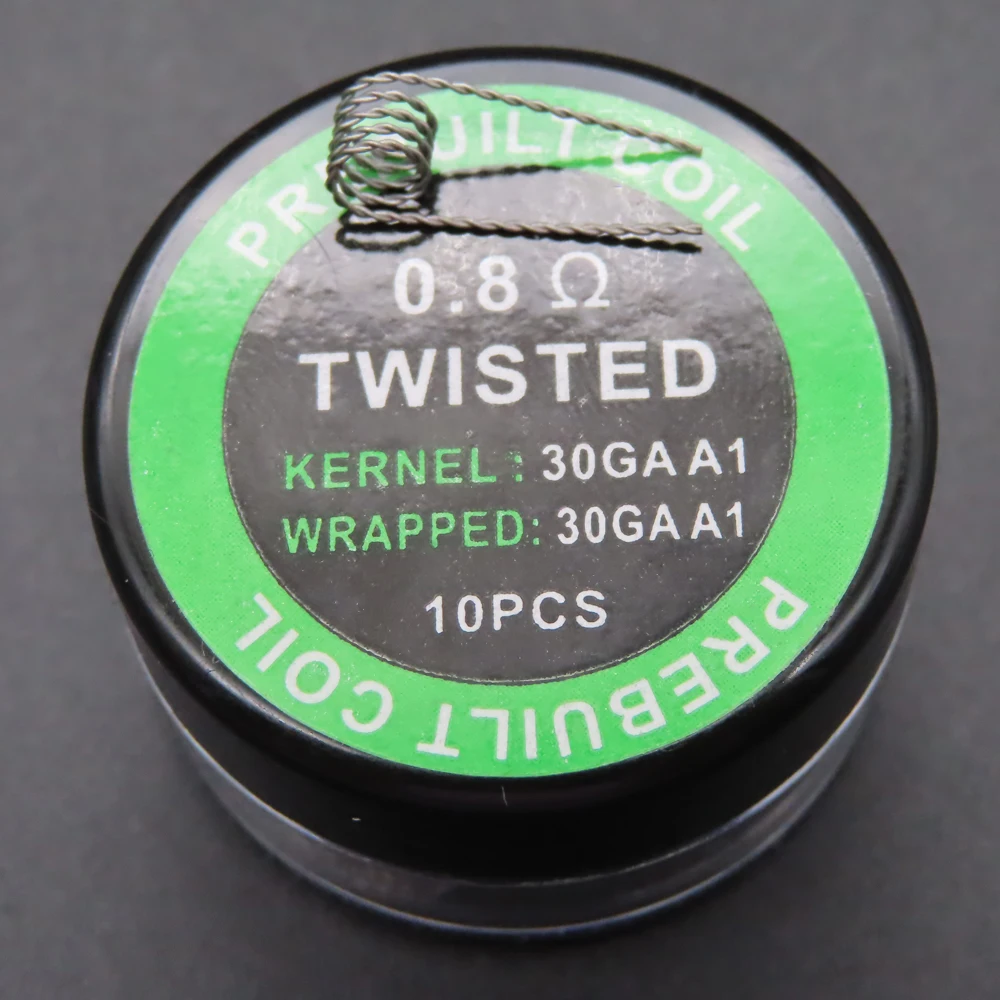 PREBUILT COIL
0.8 Ω
TWISTED
KERNEL: 30GA A1
WRAPPED: 30GA A1
10PCS
PREBUILT COIL